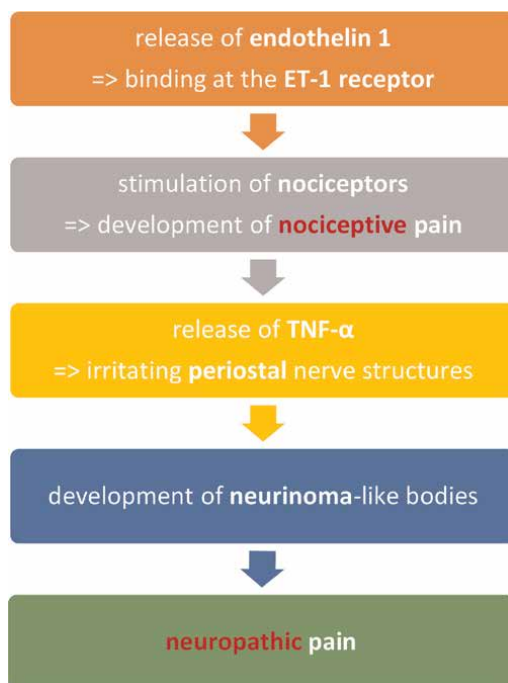 release of endothelin 1
=> binding at the ET-1 receptor
stimulation of nociceptors
=> development of nociceptive pain
release of TNF-α
=> irritating periostal nerve structures
development of neurinoma-like bodies
neuropathic pain